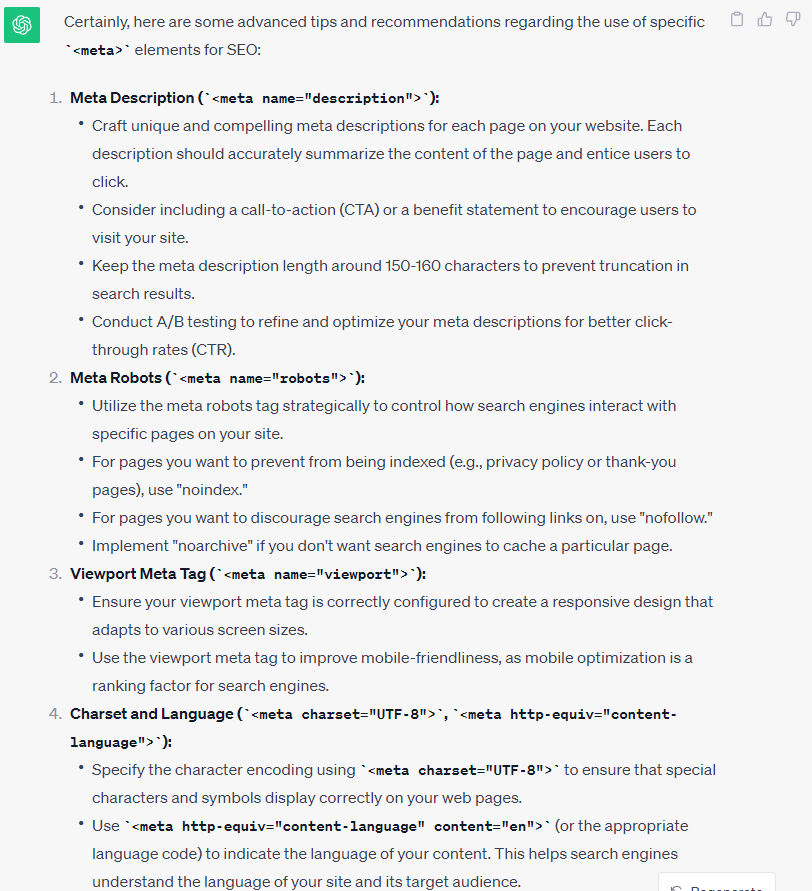 Certainly, here are some advanced tips and recommendations regarding the use of specific
`<meta>` elements for SEO:
1. Meta Description (`<meta name="description">`):
• Craft unique and compelling meta descriptions for each page on your website. Each
description should accurately summarize the content of the page and entice users to
click.
• Consider including a call-to-action (CTA) or a benefit statement to encourage users to
visit your site.
• Keep the meta description length around 150-160 characters to prevent truncation in
search results.
• Conduct A/B testing to refine and optimize your meta descriptions for better click-
through rates (CTR).
2. Meta Robots (`<meta name="robots">`):
• Utilize the meta robots tag strategically to control how search engines interact with
specific pages on your site.
• For pages you want to prevent from being indexed (e.g., privacy policy or thank-you
pages), use "noindex."
• For pages you want to discourage search engines from following links on, use "nofollow."
• Implement "noarchive" if you don't want search engines to cache a particular page.
3. Viewport Meta Tag (`<meta name="viewport">`):
• Ensure your viewport meta tag is correctly configured to create a responsive design that
adapts to various screen sizes.
• Use the viewport meta tag to improve mobile-friendliness, as mobile optimization is a
ranking factor for search engines.
4. Charset and Language (`<meta charset="UTF-8">`, `<meta http-equiv="content-
language">`):
• Specify the character encoding using `<meta charset="UTF-8">` to ensure that special
characters and symbols display correctly on your web pages.
• Use `<meta http-equiv="content-language" content="en">` (or the appropriate
language code) to indicate the language of your content. This helps search engines
understand the language of your site and its target audience.
Regenerate